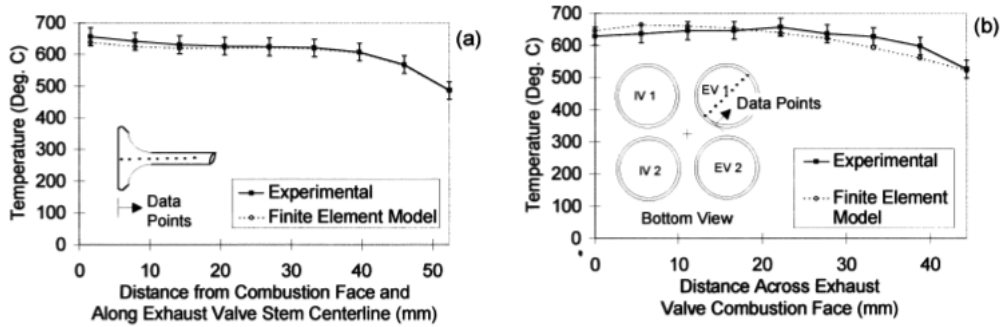 (a)
700
600
500
400
300
200
100
0
Temperature (Deg. C)
Data
Points
Experimental
Finite Element Model
0 10 20 30 40 50
Distance from Combustion Face and
Along Exhaust Valve Stem Centerline (mm)
(b)
700
600
500
400
300
200
100
0
Temperature (Deg. C)
IV 1
EV 1
Data Points
IV 2
EV 2
Bottom View
Experimental
Finite Element
Model
0 10 20 30 40
Distance Across Exhaust
Valve Combustion Face (mm)